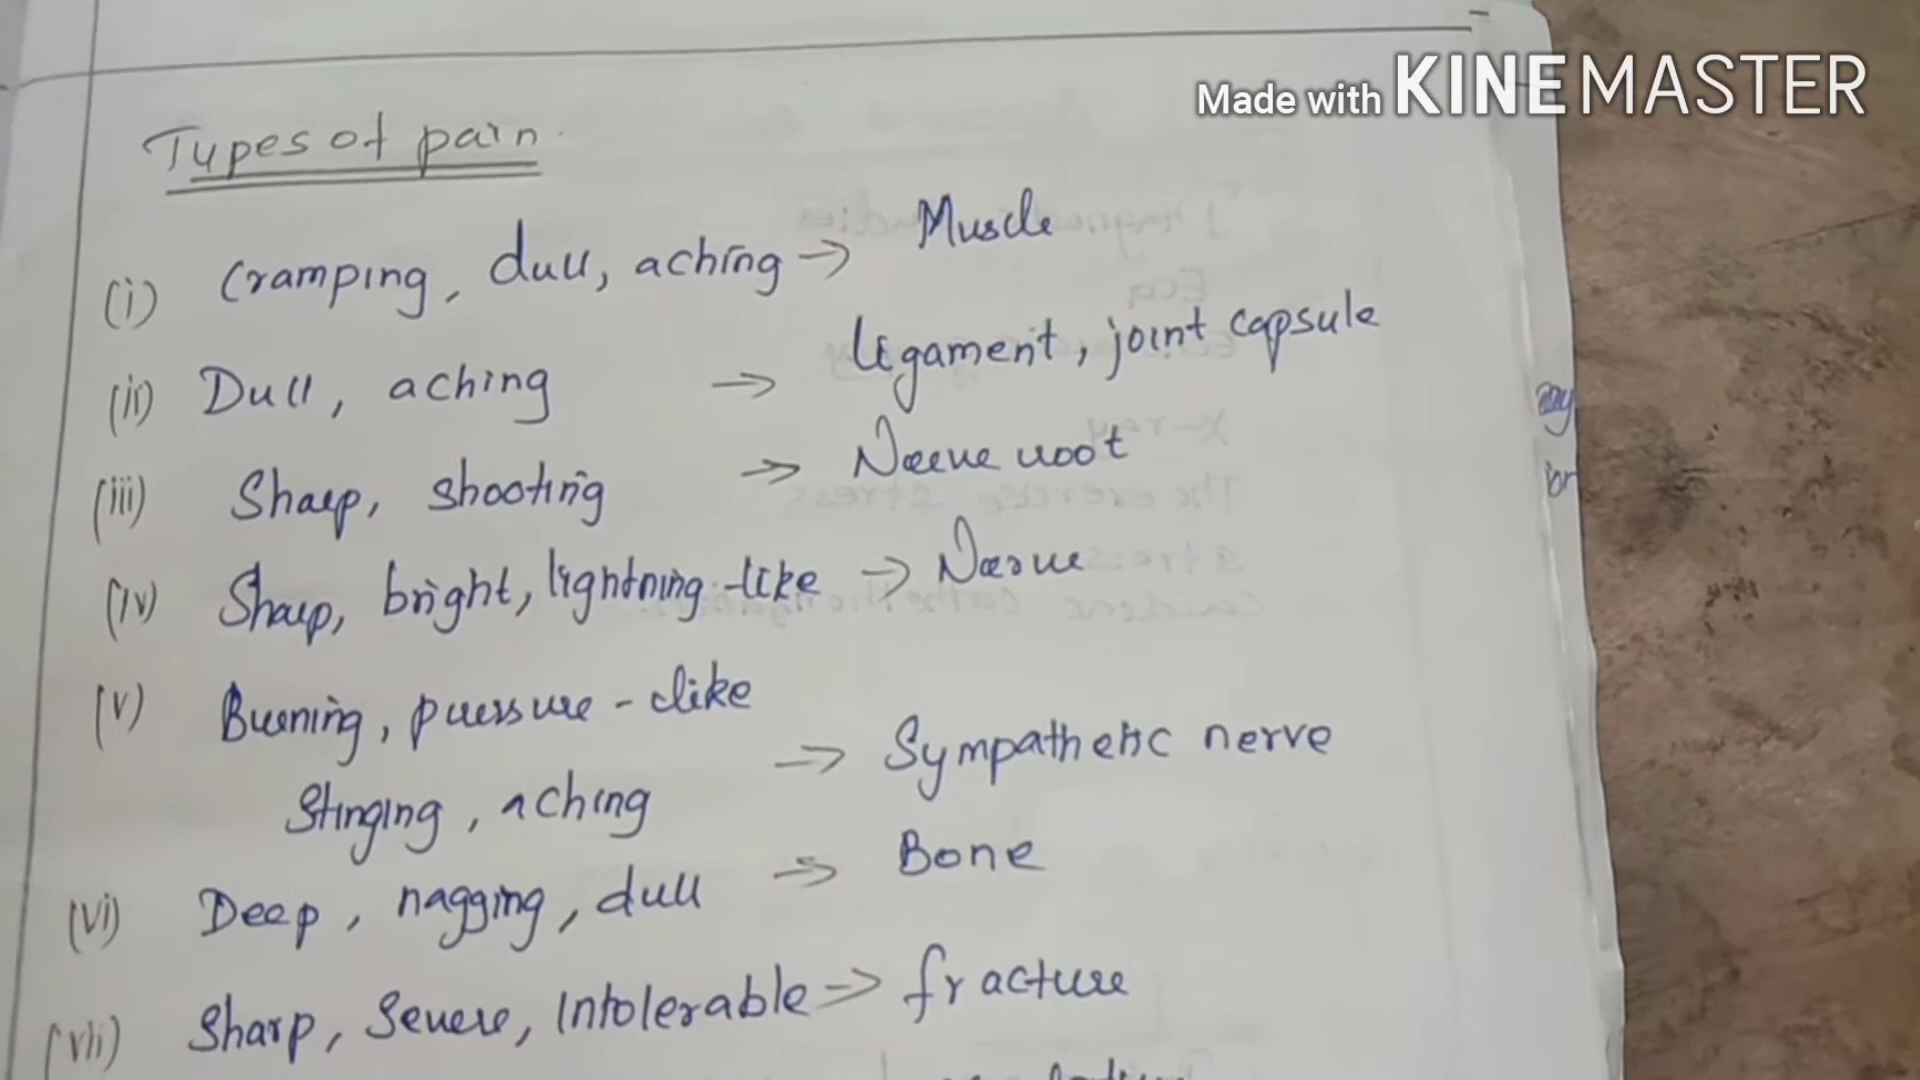 Made with KINEMASTER
Types of pain
(i) Cramping, dull, aching → Muscle
(ii) Dull, aching → ligament, joint capsule
(iii) Sharp, shooting → Nerve root
(iv) Sharp, bright, lightning-like → Nerve
(v) Burning, pressure-like
Stinging, aching → Sympathetic nerve
(vi) Deep, nagging, dull → Bone
(vii) Sharp, Severe, Intolerable → fracture